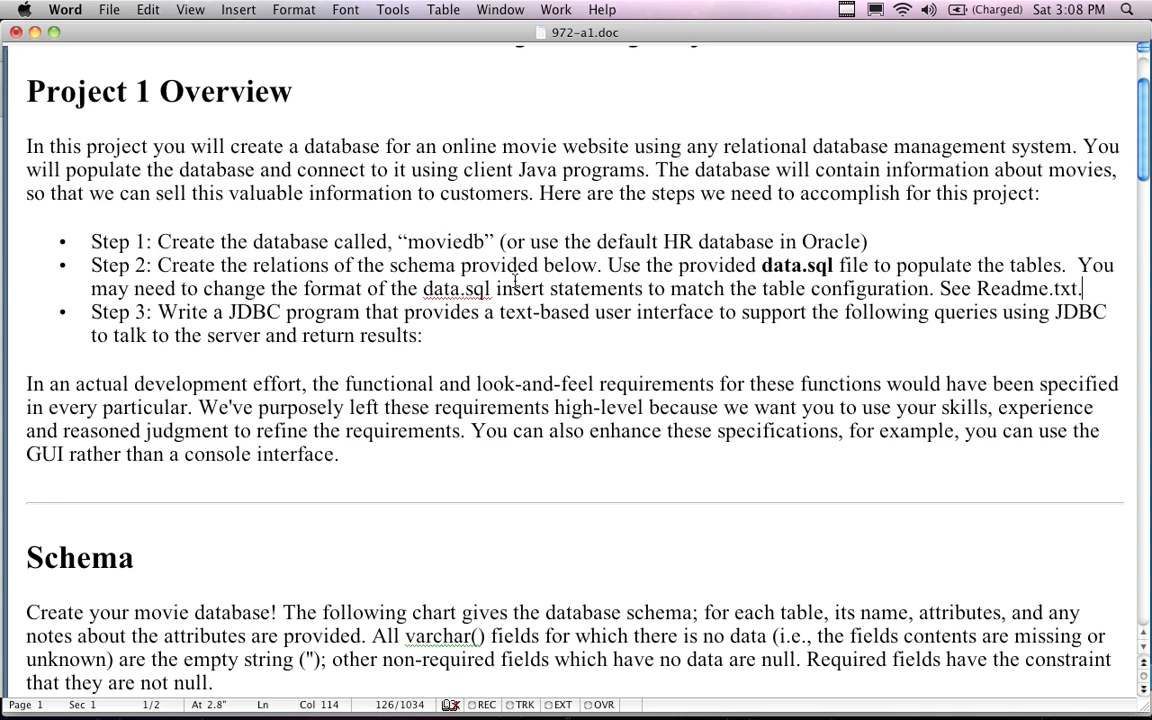 Word File Edit View Insert Format Font Tools Table Window Work Help (Charged) Sat 3:08 PM
972-a1.doc
Project 1 Overview
In this project you will create a database for an online movie website using any relational database management system. You
will populate the database and connect to it using client Java programs. The database will contain information about movies,
so that we can sell this valuable information to customers. Here are the steps we need to accomplish for this project:
• Step 1: Create the database called, “moviedb” (or use the default HR database in Oracle)
• Step 2: Create the relations of the schema provided below. Use the provided data.sql file to populate the tables.  You
may need to change the format of the data.sql insert statements to match the table configuration. See Readme.txt.
• Step 3: Write a JDBC program that provides a text-based user interface to support the following queries using JDBC
to talk to the server and return results:
In an actual development effort, the functional and look-and-feel requirements for these functions would have been specified
in every particular. We've purposely left these requirements high-level because we want you to use your skills, experience
and reasoned judgment to refine the requirements. You can also enhance these specifications, for example, you can use the
GUI rather than a console interface.
Schema
Create your movie database! The following chart gives the database schema; for each table, its name, attributes, and any
notes about the attributes are provided. All varchar() fields for which there is no data (i.e., the fields contents are missing or
unknown) are the empty string (''); other non-required fields which have no data are null. Required fields have the constraint
that they are not null.
Page 1 Sec 1 1/2 At 2.8" Ln Col 114 126/1034 REC TRK EXT OVR